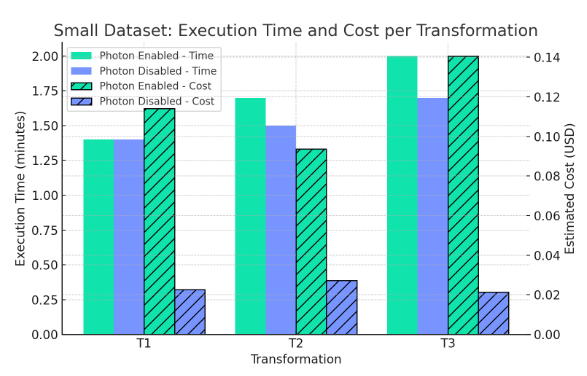 Small Dataset: Execution Time and Cost per Transformation
Photon Enabled - Time
Photon Disabled - Time
Photon Enabled - Cost
Photon Disabled - Cost
Execution Time (minutes)
2.00
1.75
1.50
1.25
1.00
0.75
0.50
0.25
0.00
0.14
0.12
0.10
0.08
0.06
0.04
0.02
0.00
Estimated Cost (USD)
T1 T2 T3
Transformation